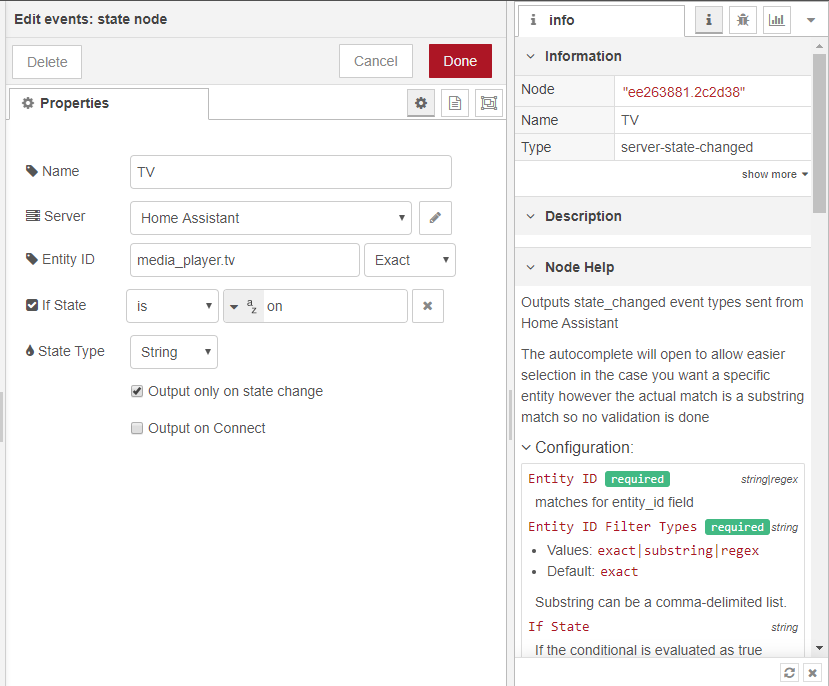 Edit events: state node
Delete
Cancel
Done
Properties
Name
TV
Server
Home Assistant
Entity ID
media_player.tv
Exact
If State
is
a
z
on
State Type
String
Output only on state change
Output on Connect
i info
i
Information
Node
"ee263881.2c2d38"
Name
TV
Type
server-state-changed
show more
Description
Node Help
Outputs state_changed event types sent from
Home Assistant
The autocomplete will open to allow easier
selection in the case you want a specific
entity however the actual match is a substring
match so no validation is done
Configuration:
Entity ID required string|regex
matches for entity_id field
Entity ID Filter Types required string
• Values: exact|substring|regex
• Default: exact
Substring can be a comma-delimited list.
If State string
If the conditional is evaluated as true